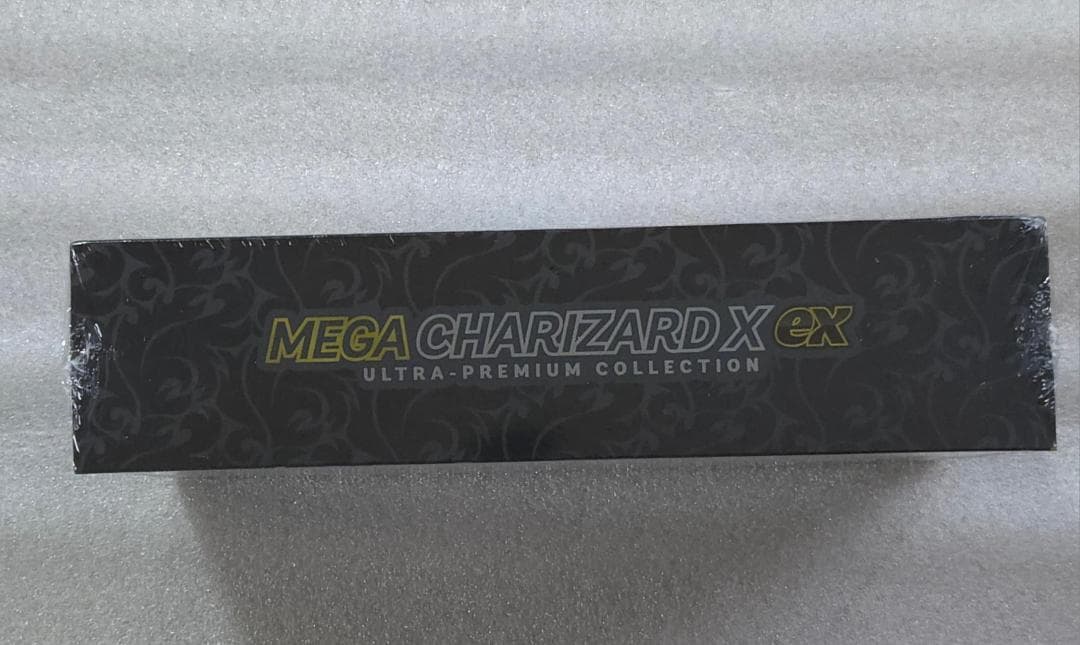 MEGA CHARIZARD X ex
ULTRA-PREMIUM COLLECTION